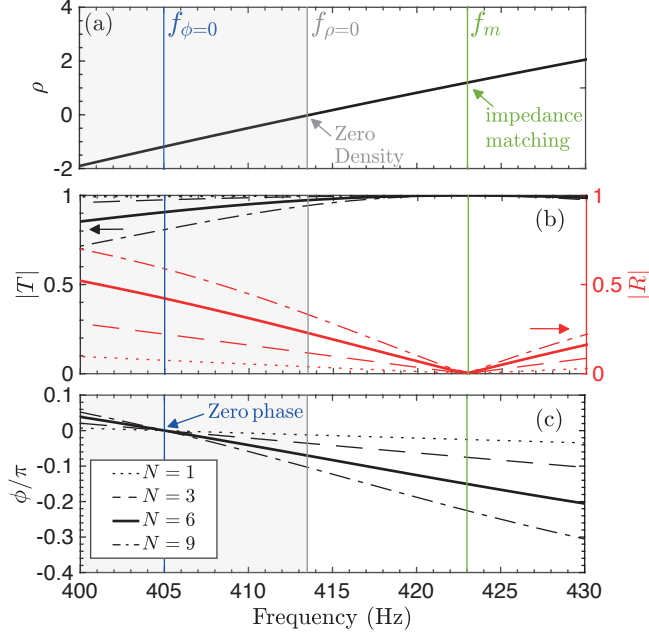 (a)
f_{ϕ=0}
f_{ρ=0}
f_m
4
2
0
-2
ρ
Zero
Density
impedance
matching
1
0.5
0
|T|
(b)
1
0.5
0
|R|
0.1
0
-0.1
-0.2
-0.3
-0.4
ϕ/π
Zero phase
(c)
N = 1
N = 3
N = 6
N = 9
400 405 410 415 420 425 430
Frequency (Hz)